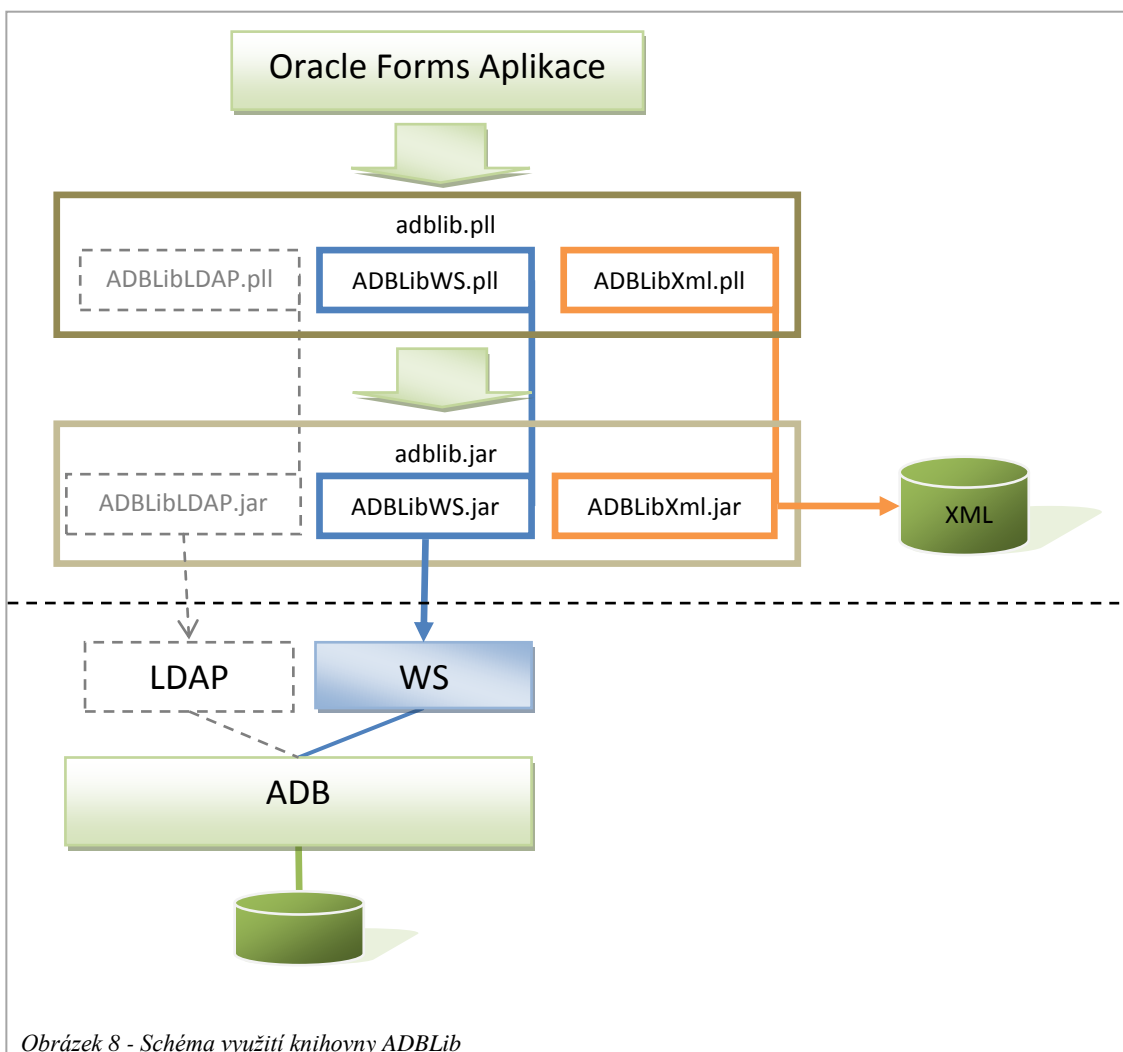 Oracle Forms Aplikace
adblib.pll
ADBLibLDAP.pll
ADBLibWS.pll
ADBLibXml.pll
adblib.jar
ADBLibLDAP.jar
ADBLibWS.jar
ADBLibXml.jar
XML
LDAP
WS
ADB
Obrázek 8 - Schéma využití knihovny ADBLib